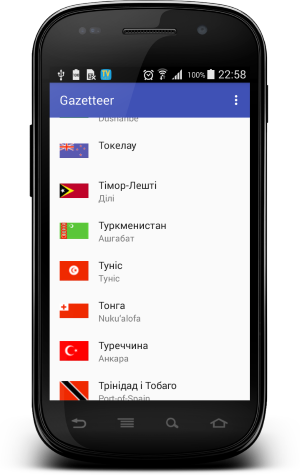 100% 22:58
Gazetteer
Dushanbe
Токелау
Тімор-Лешті
Ділі
Туркменистан
Ашгабат
Туніс
Туніс
Тонга
Nuku'alofa
Туреччина
Анкара
Трінідад і Тобаго
Port-of-Spain